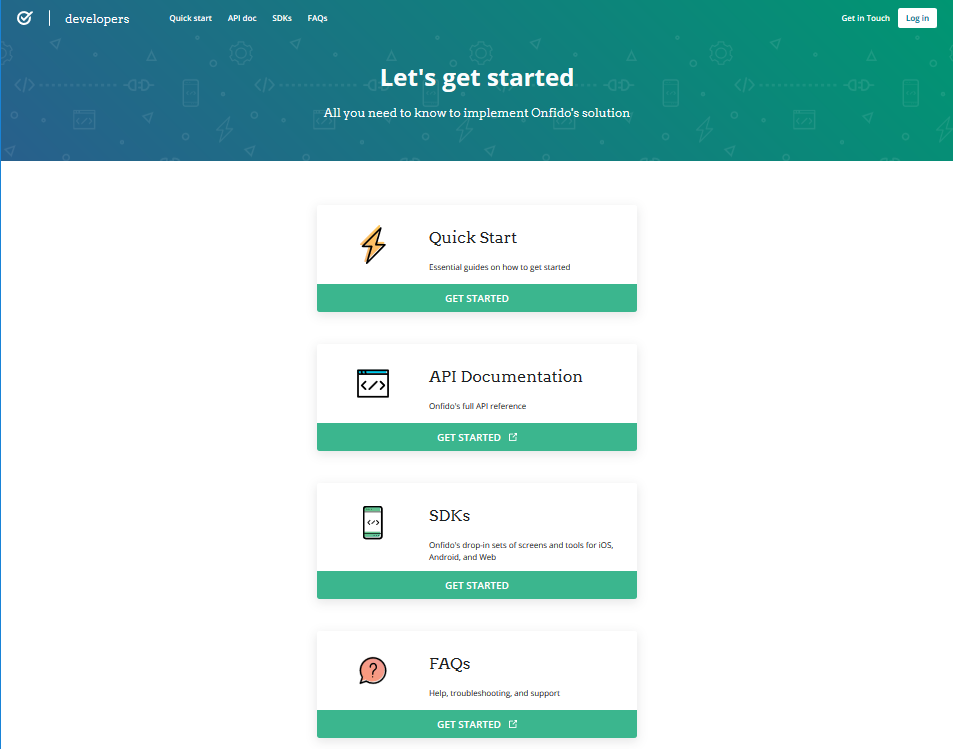 developers Quick start API doc SDKs FAQs Get in Touch Log in
Let's get started
All you need to know to implement Onfido's solution
Quick Start
Essential guides on how to get started
GET STARTED
API Documentation
Onfido's full API reference
GET STARTED
SDKs
Onfido's drop-in sets of screens and tools for iOS,
Android, and Web
GET STARTED
FAQs
Help, troubleshooting, and support
GET STARTED